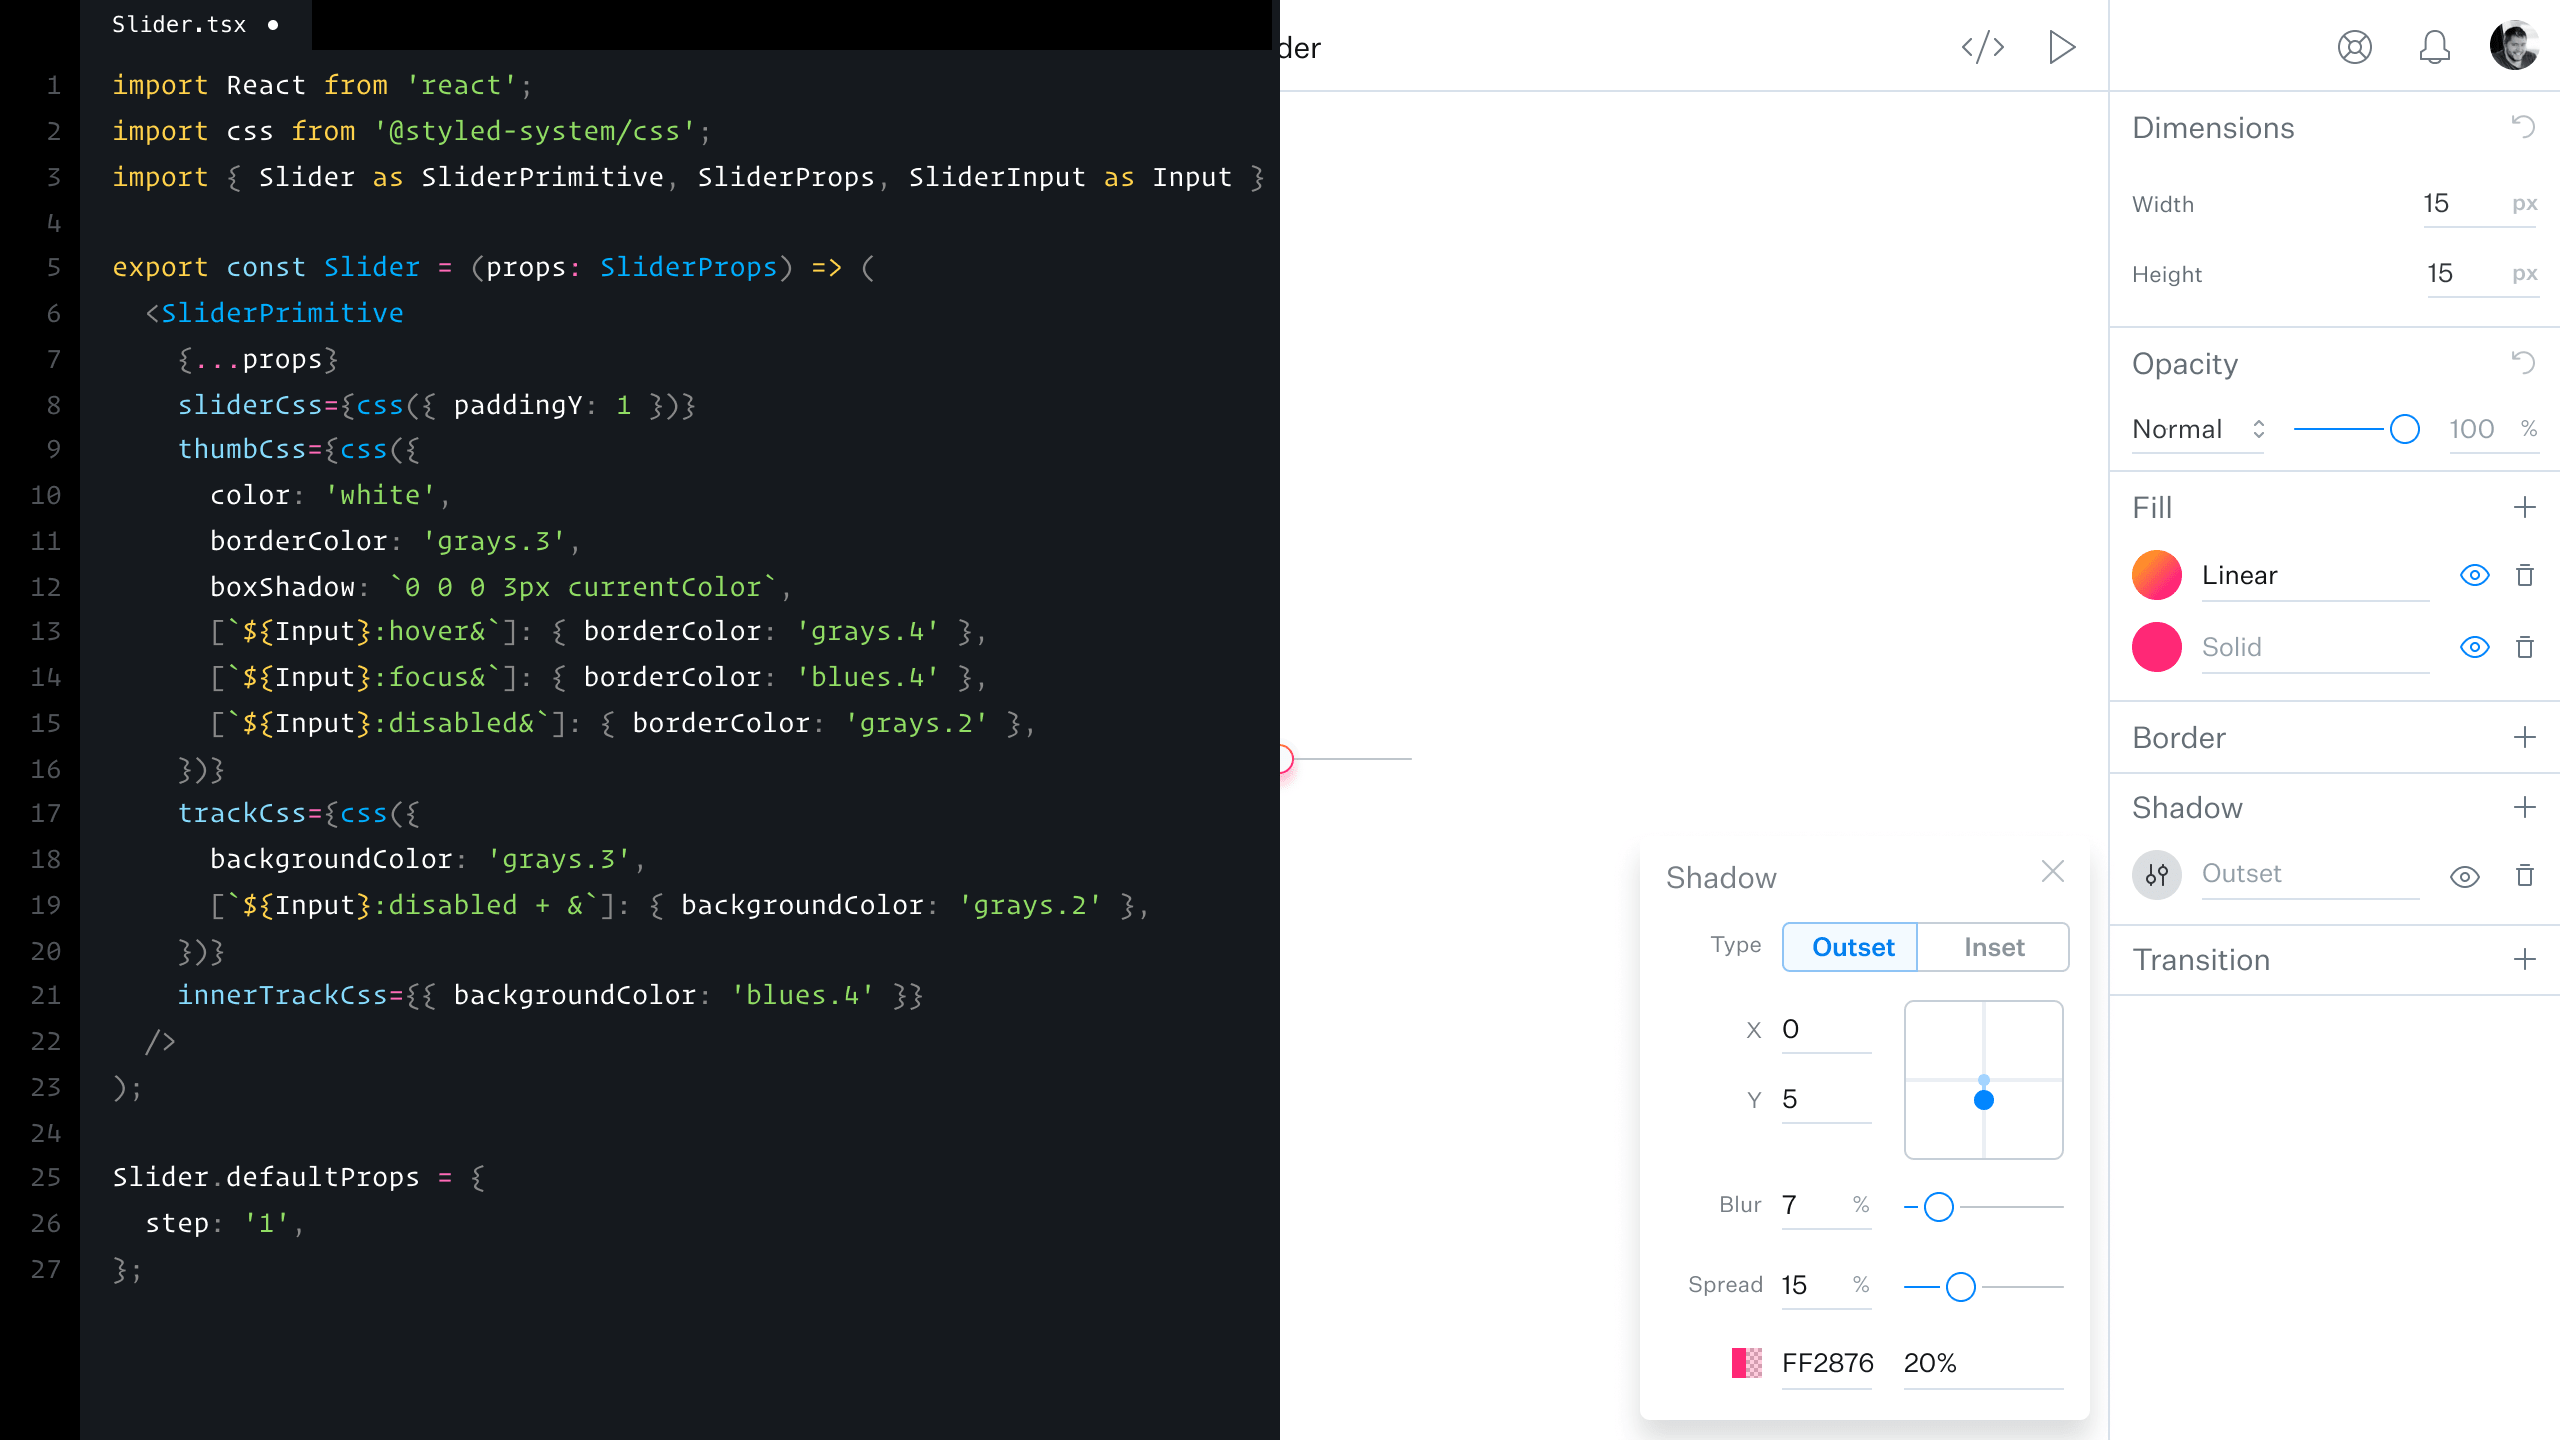 Slider.tsx
1 import React from 'react';
2 import css from '@styled-system/css';
3 import { Slider as SliderPrimitive, SliderProps, SliderInput as Input }
4
5 export const Slider = (props: SliderProps) => (
6 <SliderPrimitive
7 {...props}
8 sliderCss={css({ paddingY: 1 })}
9 thumbCss={css({
10 color: 'white',
11 borderColor: 'grays.3',
12 boxShadow: `0 0 0 3px currentColor`,
13 [`${Input}:hover&`]: { borderColor: 'grays.4' },
14 [`${Input}:focus&`]: { borderColor: 'blues.4' },
15 [`${Input}:disabled&`]: { borderColor: 'grays.2' },
16 })}
17 trackCss={css({
18 backgroundColor: 'grays.3',
19 [`${Input}:disabled + &`]: { backgroundColor: 'grays.2' },
20 })}
21 innerTrackCss={{ backgroundColor: 'blues.4' }}
22 />
23 );
24
25 Slider.defaultProps = {
26 step: '1',
27 };
der
</>
Shadow
Type Outset Inset
X 0
Y 5
Blur 7 %
Spread 15 %
FF2876 20%
Dimensions
Width 15 px
Height 15 px
Opacity
Normal 100 %
Fill
Linear
Solid
Border
Shadow
Outset
Transition